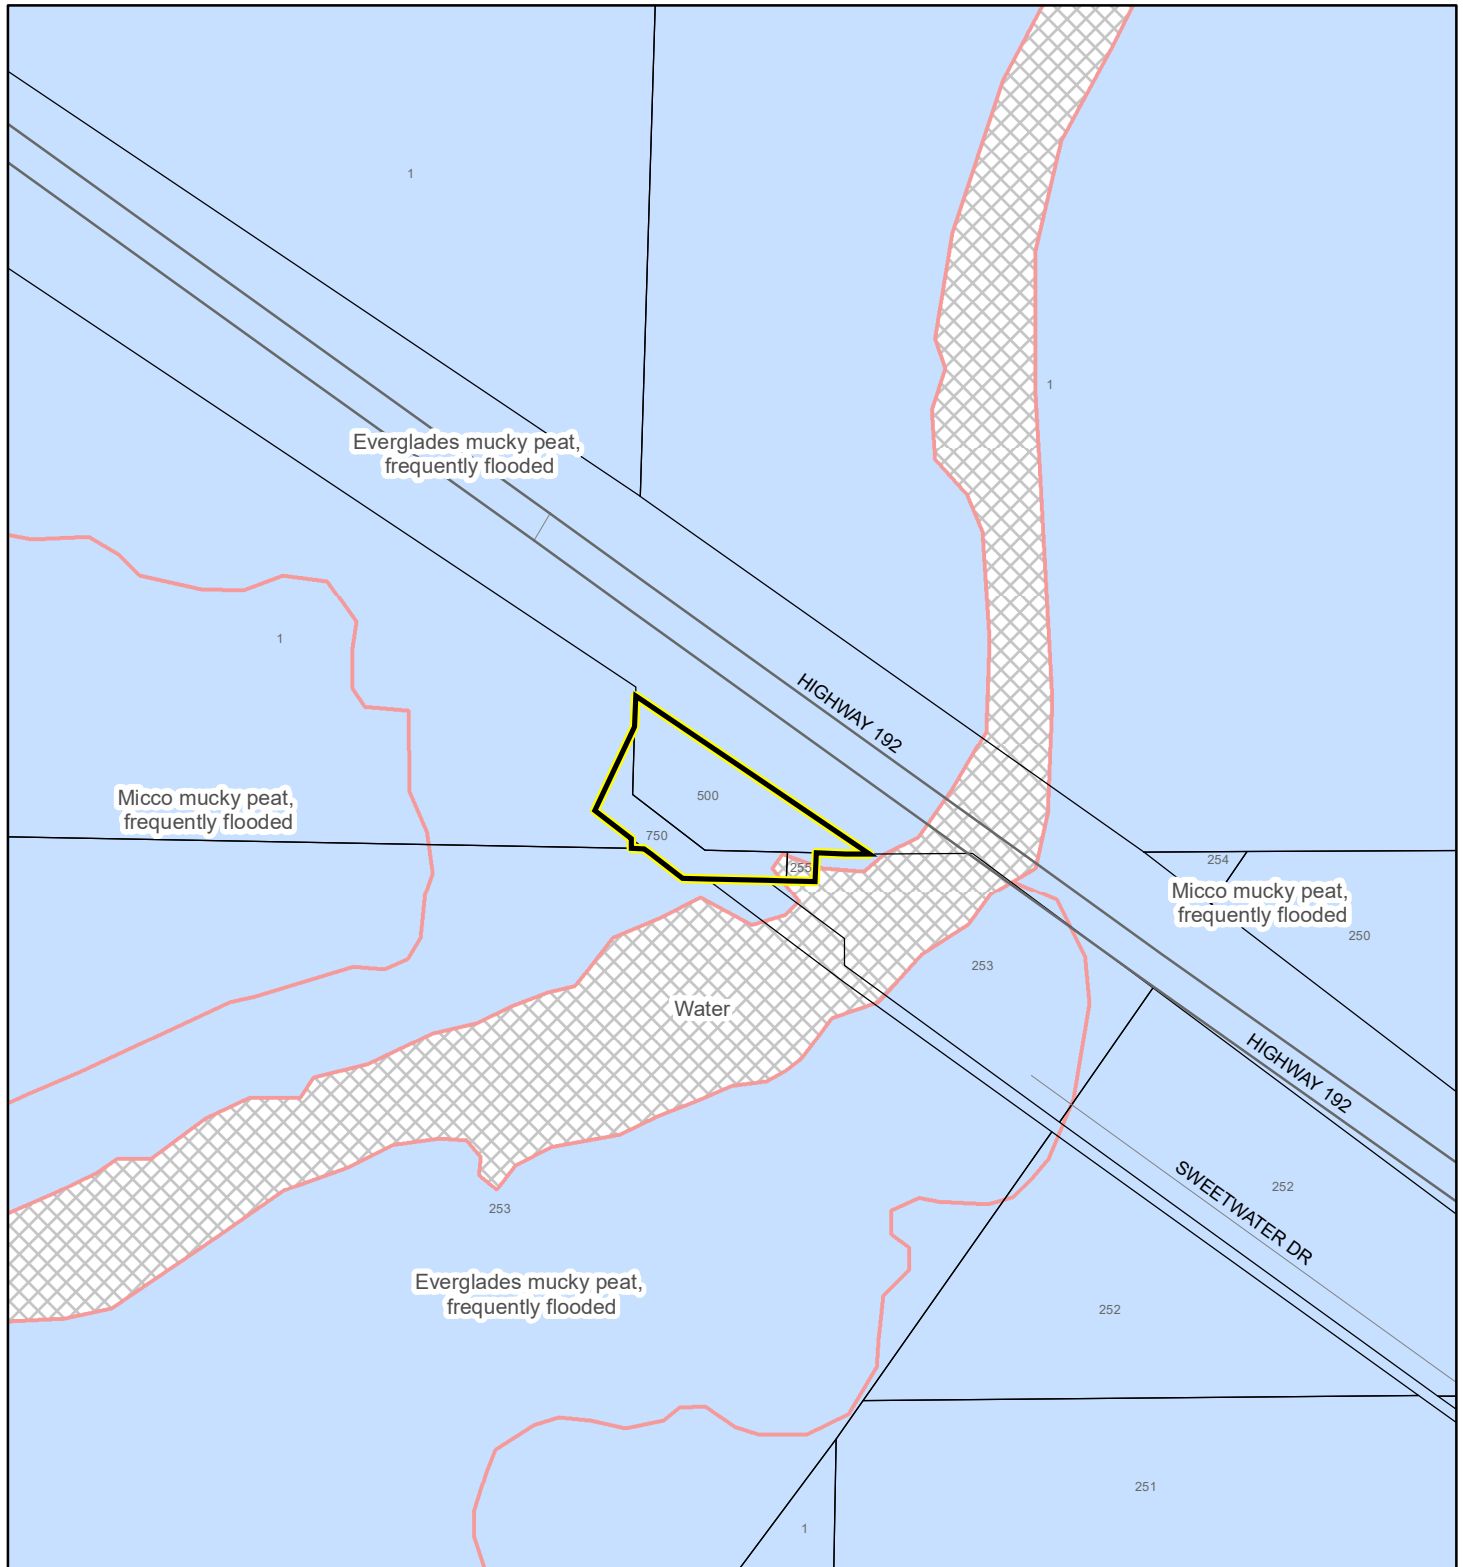 1
1
Everglades mucky peat,
frequently flooded
1
HIGHWAY 192
500
Micco mucky peat,
frequently flooded
750
255
254
Micco mucky peat,
frequently flooded
250
253
Water
HIGHWAY 192
SWEETWATER DR
252
253
Everglades mucky peat,
frequently flooded
252
251
1